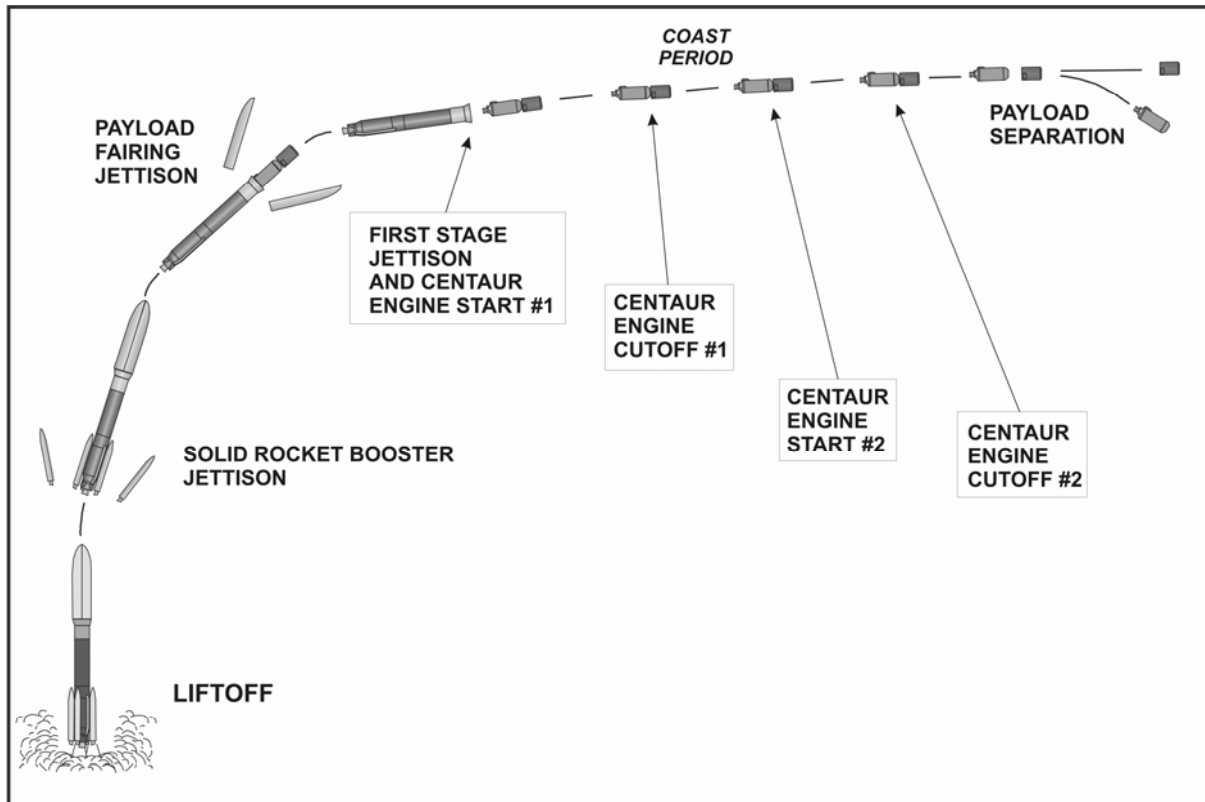 COAST
PERIOD
PAYLOAD
FAIRING
JETTISON
PAYLOAD
SEPARATION
FIRST STAGE
JETTISON
AND CENTAUR
ENGINE START #1
CENTAUR
ENGINE
CUTOFF #1
CENTAUR
ENGINE
START #2
CENTAUR
ENGINE
CUTOFF #2
SOLID ROCKET BOOSTER
JETTISON
LIFTOFF